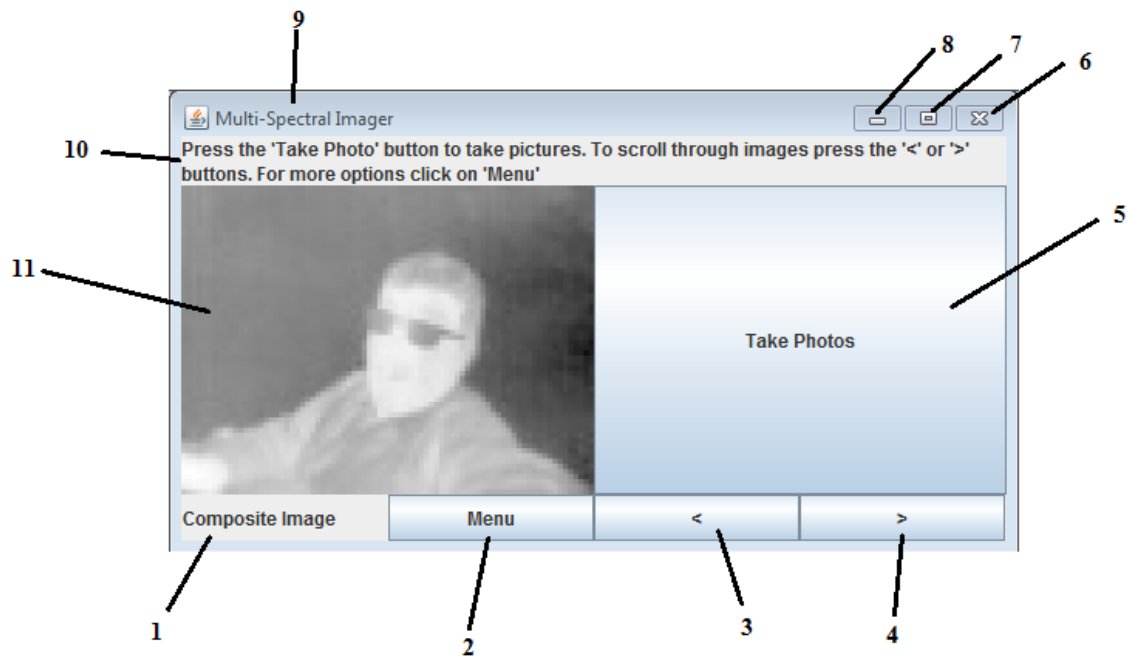 9
8
7
6
Multi-Spectral Imager
10
Press the 'Take Photo' button to take pictures. To scroll through images press the '<' or '>'
buttons. For more options click on 'Menu'
5
11
Take Photos
Composite Image
Menu
<
>
1
2
3
4